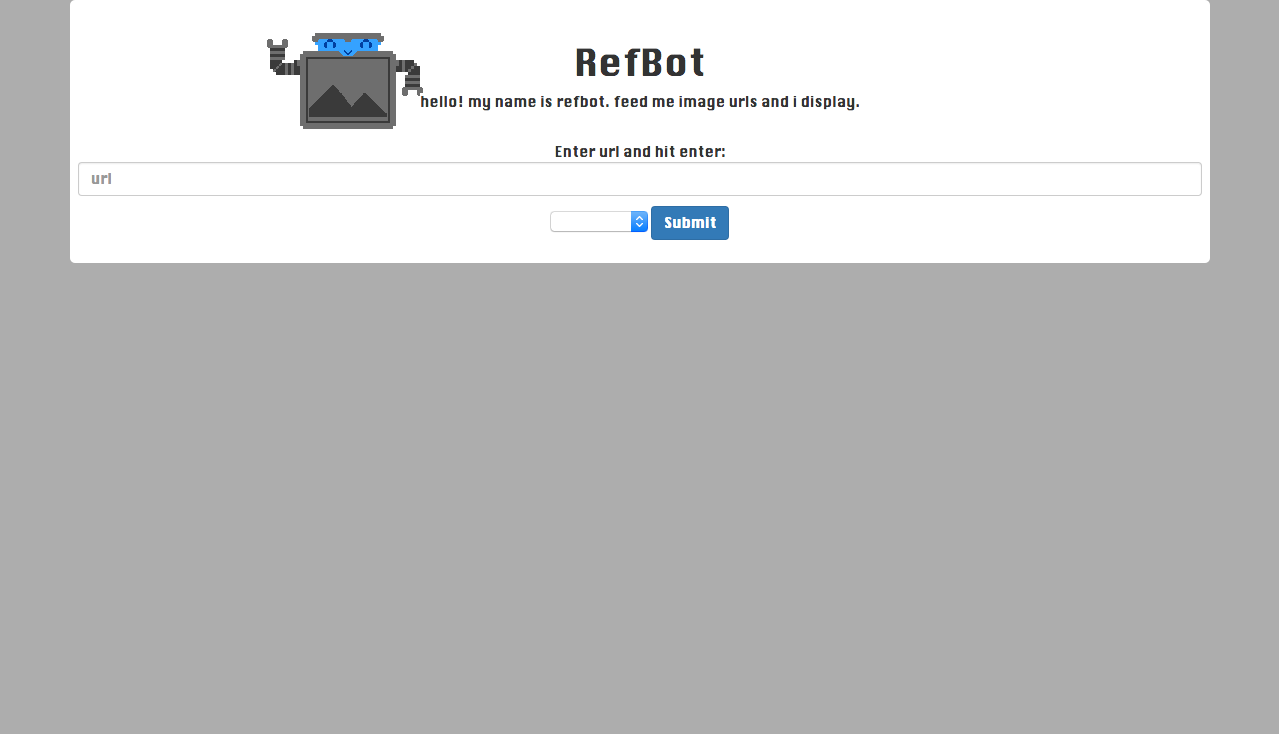 RefBot
hello! my name is refbot. feed me image urls and i display.
Enter url and hit enter:
url
Submit